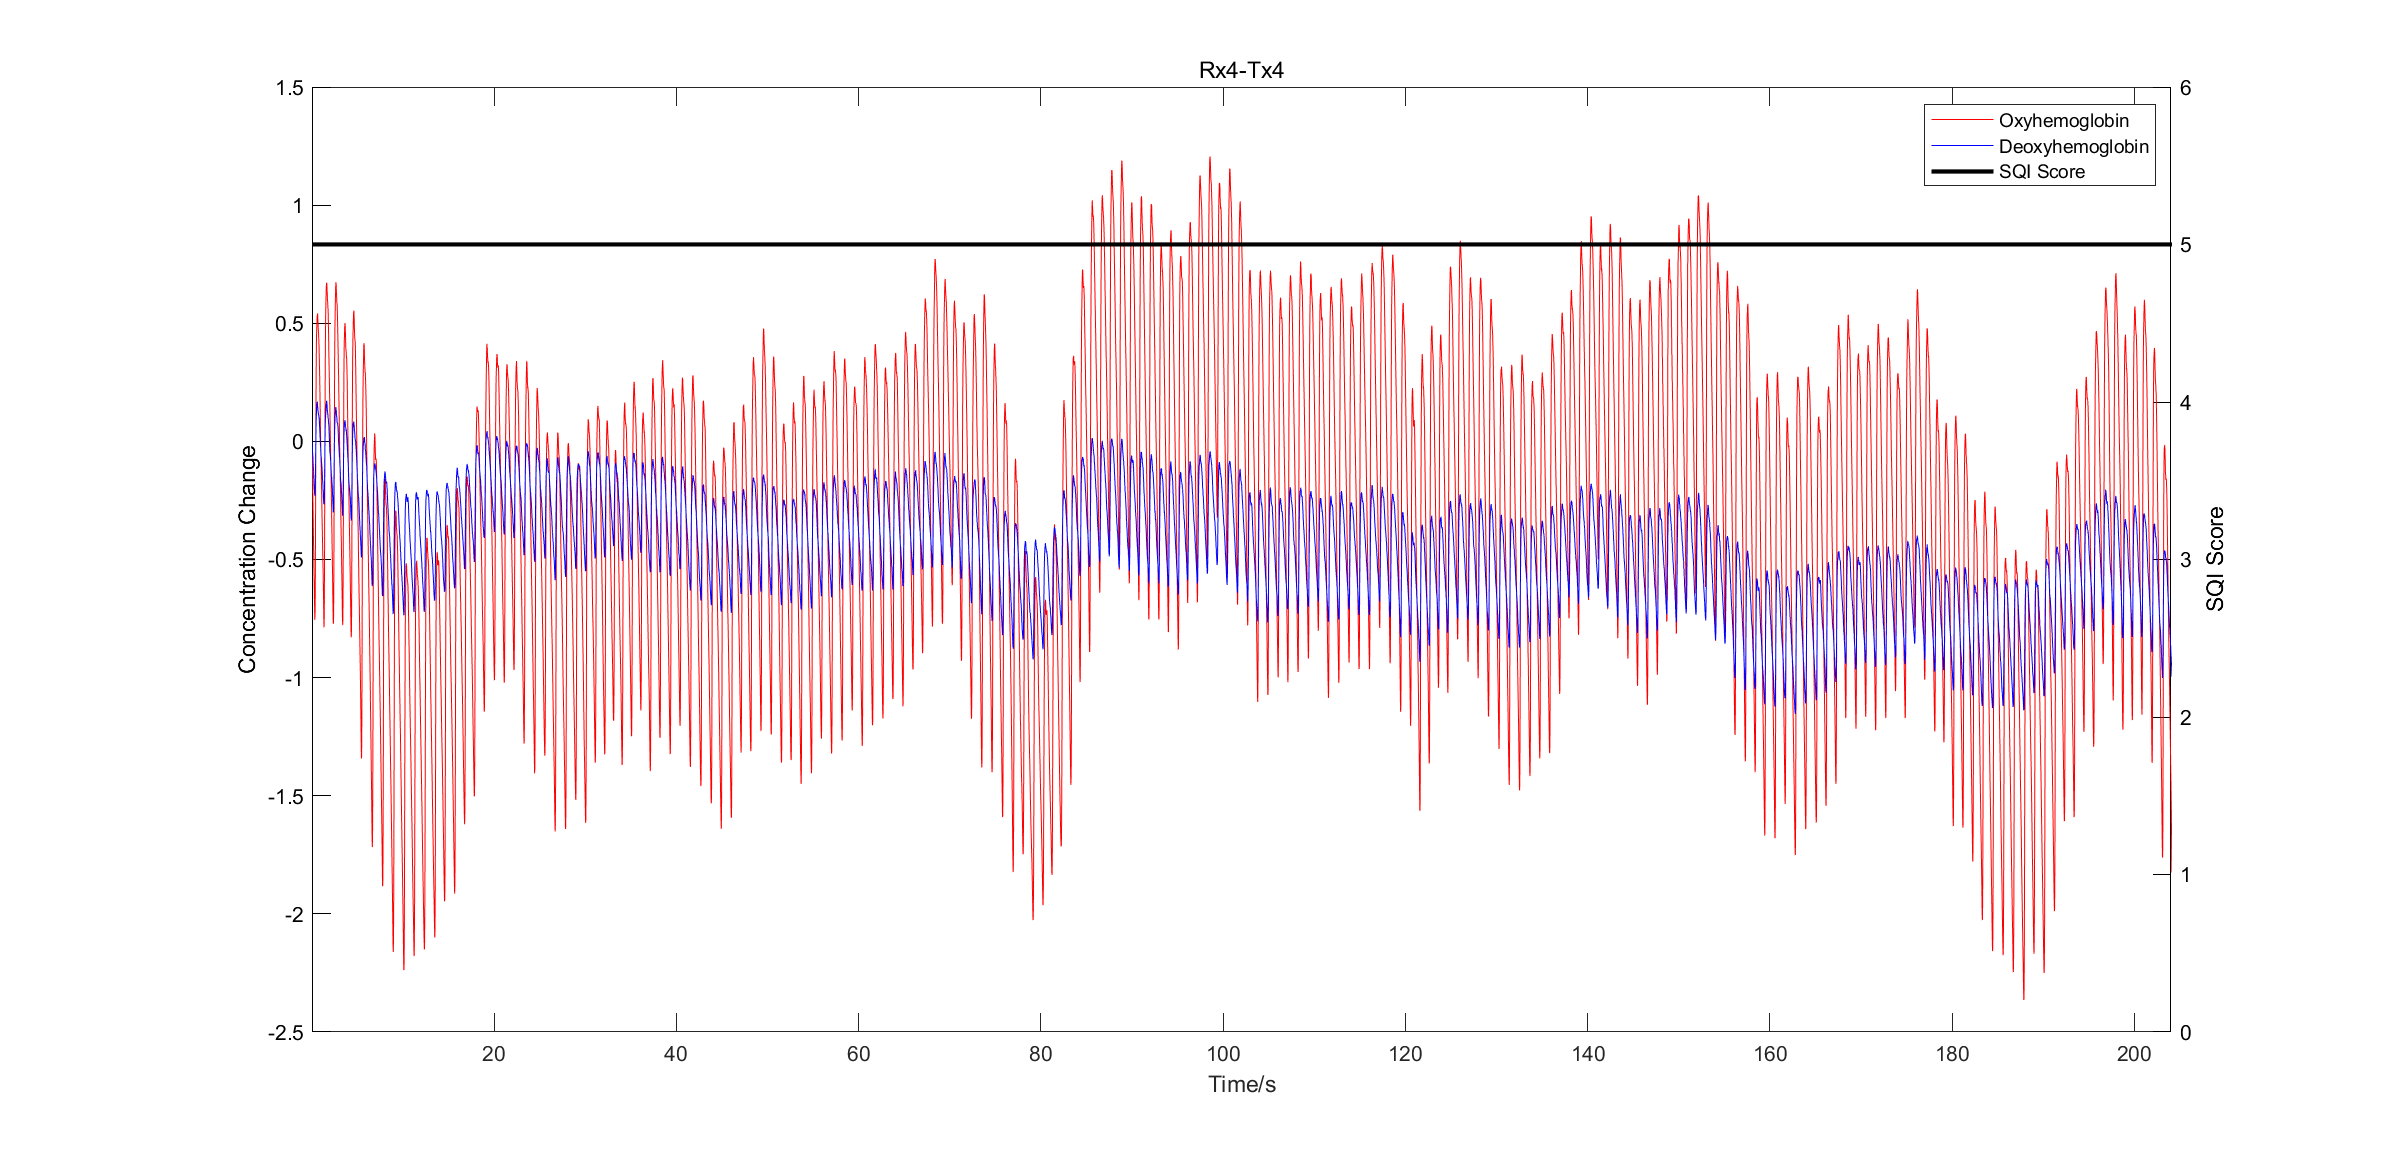 Rx4-Tx4
1.5
1
0.5
0
-0.5
-1
-1.5
-2
-2.5
Concentration Change
Oxyhemoglobin
Deoxyhemoglobin
SQI Score
6
5
4
3
2
1
0
SQI Score
20 40 60 80 100 120 140 160 180 200
Time/s